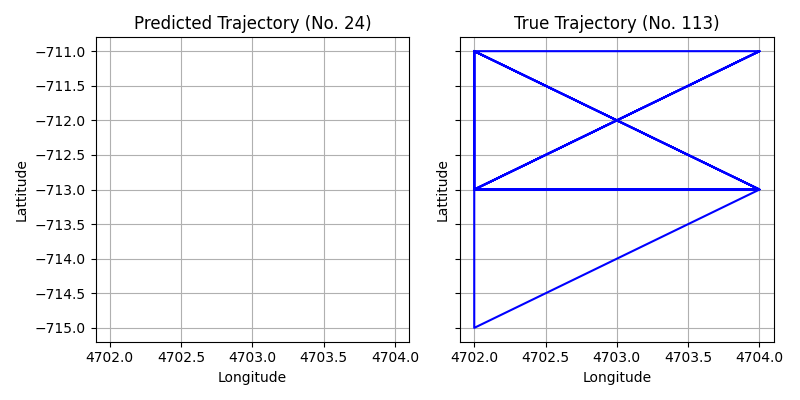 Predicted Trajectory (No. 24)
True Trajectory (No. 113)
Lattitude
−711.0
−711.5
−712.0
−712.5
−713.0
−713.5
−714.0
−714.5
−715.0
Lattitude
4702.0 4702.5 4703.0 4703.5 4704.0
4702.0 4702.5 4703.0 4703.5 4704.0
Longitude
Longitude